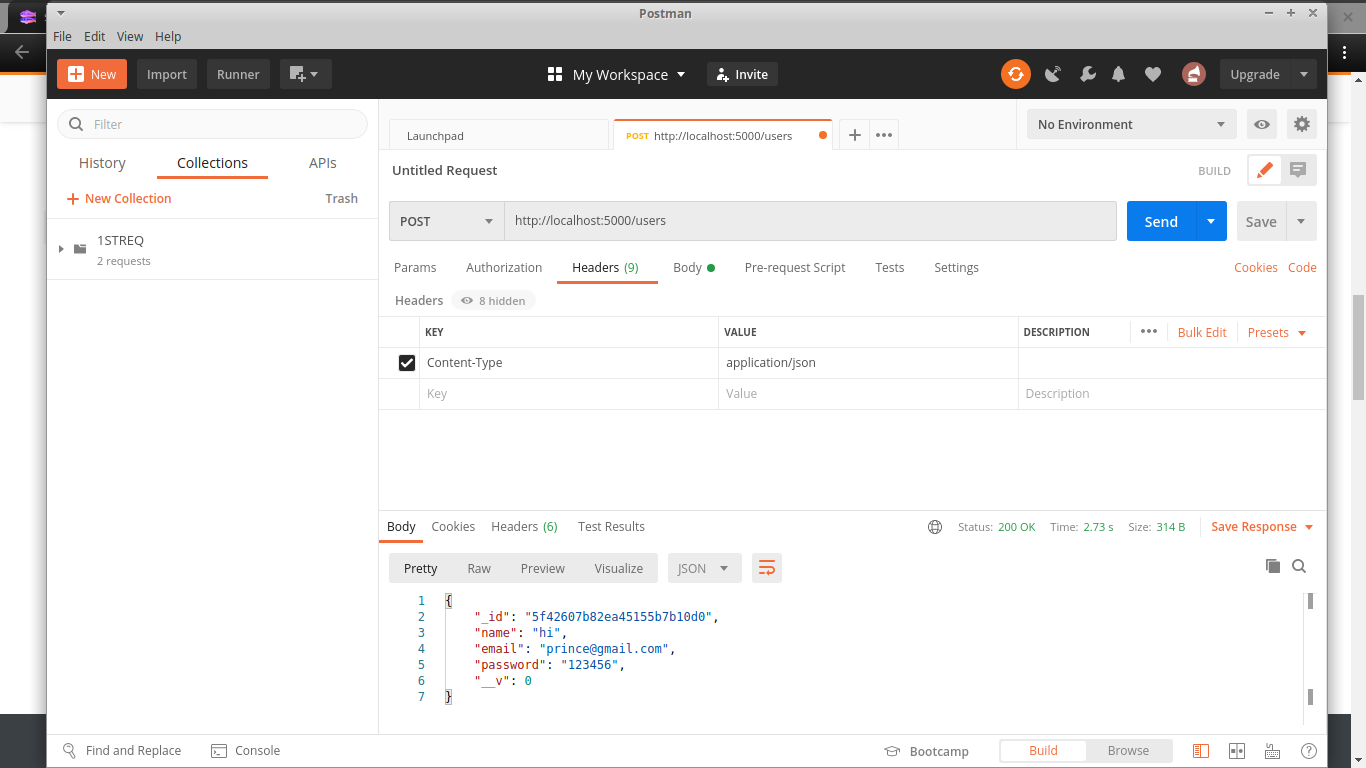 Postman
File Edit View Help
New Import Runner My Workspace Invite Upgrade
Filter
History Collections APIs
New Collection Trash
1STREQ
2 requests
Launchpad POST http://localhost:5000/users No Environment
Untitled Request BUILD
POST http://localhost:5000/users Send Save
Params Authorization Headers (9) Body Pre-request Script Tests Settings Cookies Code
Headers 8 hidden
KEY VALUE DESCRIPTION Bulk Edit Presets
Content-Type application/json
Key Value Description
Body Cookies Headers (6) Test Results Status: 200 OK Time: 2.73 s Size: 314 B Save Response
Pretty Raw Preview Visualize JSON
1 {
2 "_id": "5f42607b82ea45155b7b10d0",
3 "name": "hi",
4 "email": "prince@gmail.com",
5 "password": "123456",
6 "__v": 0
7 }
Find and Replace Console Bootcamp Build Browse